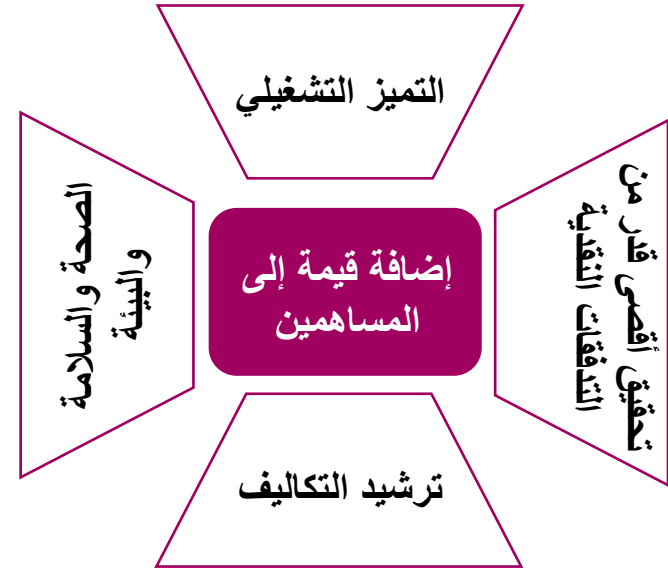 التميز التشغيلي
تحقيق أقصى قدر من
التدفقات النقدية
إضافة قيمة إلى
المساهمين
الصحة والسلامة
والبيئة
ترشيد التكاليف